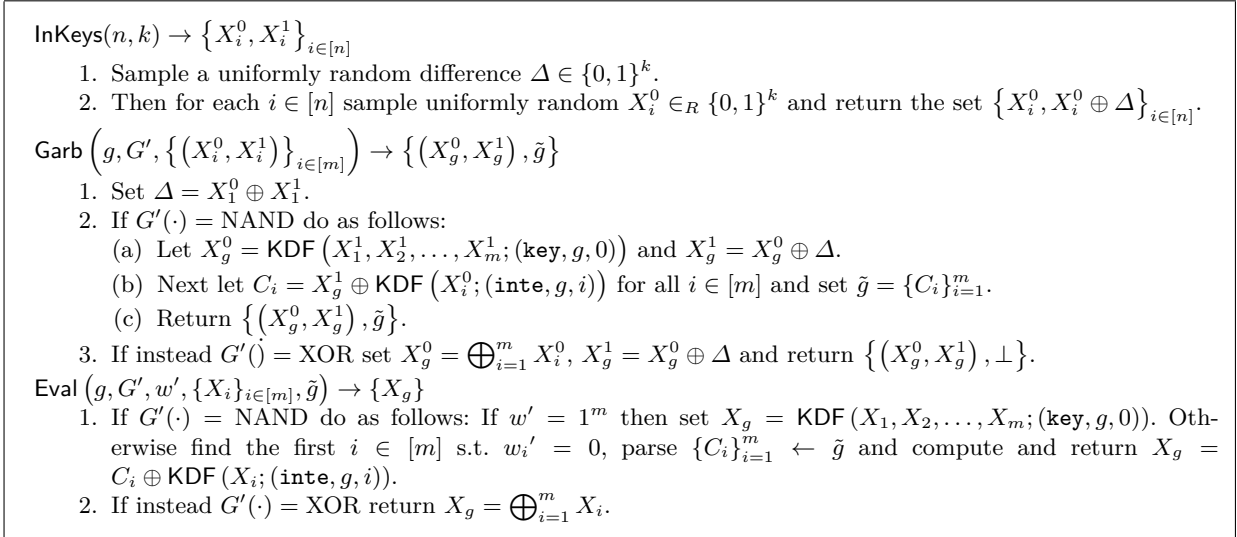 InKeys(n, k) → {X_i^0, X_i^1}_{i∈[n]}
1. Sample a uniformly random difference Δ ∈ {0, 1}^k.
2. Then for each i ∈ [n] sample uniformly random X_i^0 ∈_R {0, 1}^k and return the set {X_i^0, X_i^0 ⊕ Δ}_{i∈[n]}.
Garb (g, G′, {(X_i^0, X_i^1)}_{i∈[m]}) → {(X_g^0, X_g^1), g̃}
1. Set Δ = X_1^0 ⊕ X_1^1.
2. If G′(·) = NAND do as follows:
(a) Let X_g^0 = KDF (X_1^1, X_2^1, . . . , X_m^1; (key, g, 0)) and X_g^1 = X_g^0 ⊕ Δ.
(b) Next let C_i = X_g^1 ⊕ KDF (X_i^0; (inte, g, i)) for all i ∈ [m] and set g̃ = {C_i}_{i=1}^m.
(c) Return {(X_g^0, X_g^1), g̃}.
3. If instead G′(̇) = XOR set X_g^0 = ⨁_{i=1}^m X_i^0, X_g^1 = X_g^0 ⊕ Δ and return {(X_g^0, X_g^1), ⊥}.
Eval (g, G′, w′, {X_i}_{i∈[m]}, g̃) → {X_g}
1. If G′(·) = NAND do as follows: If w′ = 1^m then set X_g = KDF (X_1, X_2, . . . , X_m; (key, g, 0)). Oth-
erwise find the first i ∈ [m] s.t. w_i′ = 0, parse {C_i}_{i=1}^m ← g̃ and compute and return X_g =
C_i ⊕ KDF (X_i; (inte, g, i)).
2. If instead G′(·) = XOR return X_g = ⨁_{i=1}^m X_i.